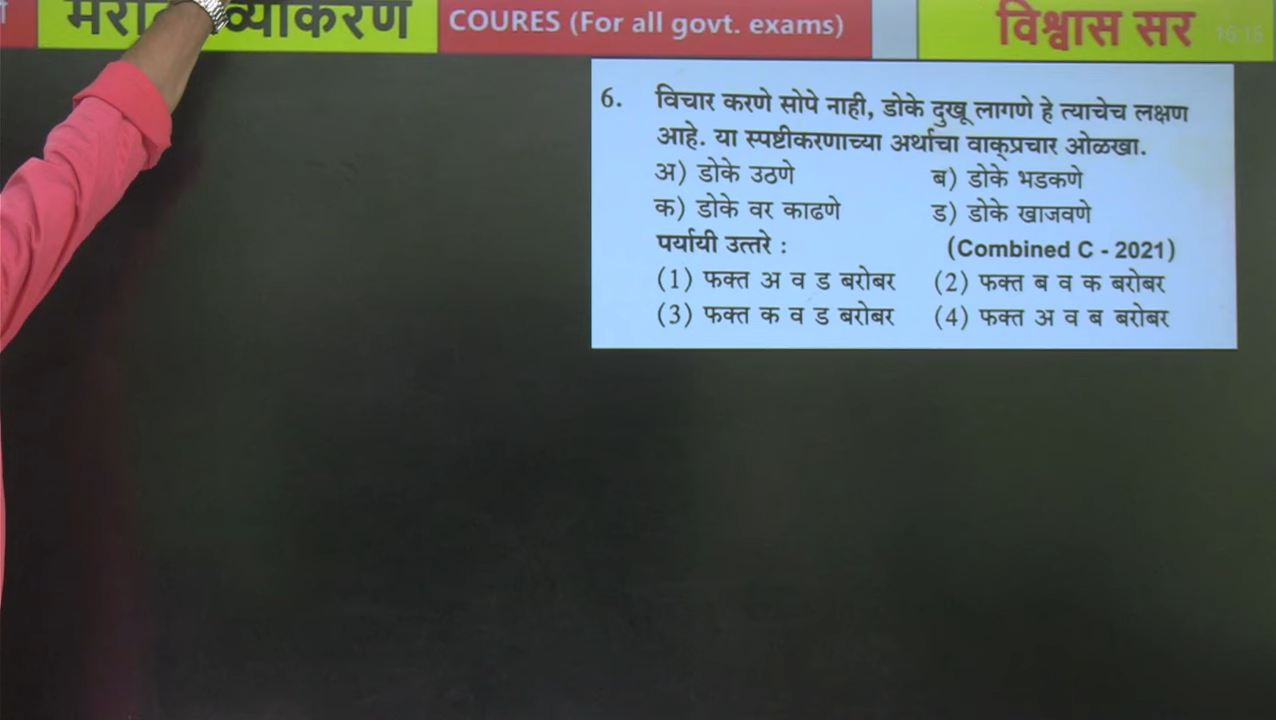 व्याकरण
COURES (For all govt. exams)
विश्वास सर
16:15
6. विचार करणे सोपे नाही, डोके दुखू लागणे हे त्याचेच लक्षण
आहे. या स्पष्टीकरणाच्या अर्थाचा वाक्प्रचार ओळखा.
अ) डोके उठणे ब) डोके भडकणे
क) डोके वर काढणे ड) डोके खाजवणे
पर्यायी उत्तरे : (Combined C - 2021)
(1) फक्त अ व ड बरोबर (2) फक्त ब व क बरोबर
(3) फक्त क व ड बरोबर (4) फक्त अ व ब बरोबर